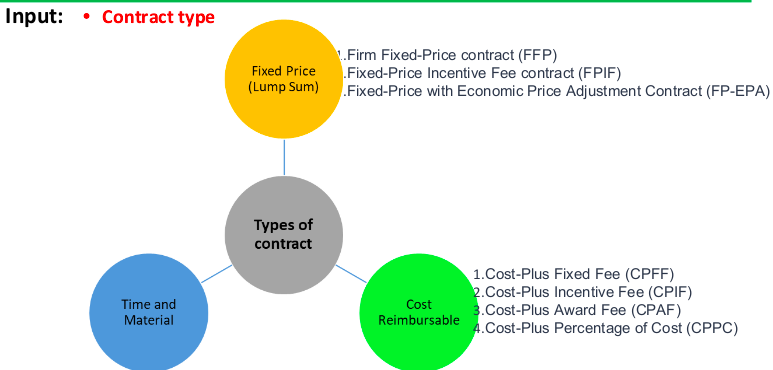 Input: • Contract type
Fixed Price
(Lump Sum)
1.Firm Fixed-Price contract (FFP)
.Fixed-Price Incentive Fee contract (FPIF)
.Fixed-Price with Economic Price Adjustment Contract (FP-EPA)
Types of
contract
Time and
Material
Cost
Reimbursable
1.Cost-Plus Fixed Fee (CPFF)
2.Cost-Plus Incentive Fee (CPIF)
3.Cost-Plus Award Fee (CPAF)
4.Cost-Plus Percentage of Cost (CPPC)